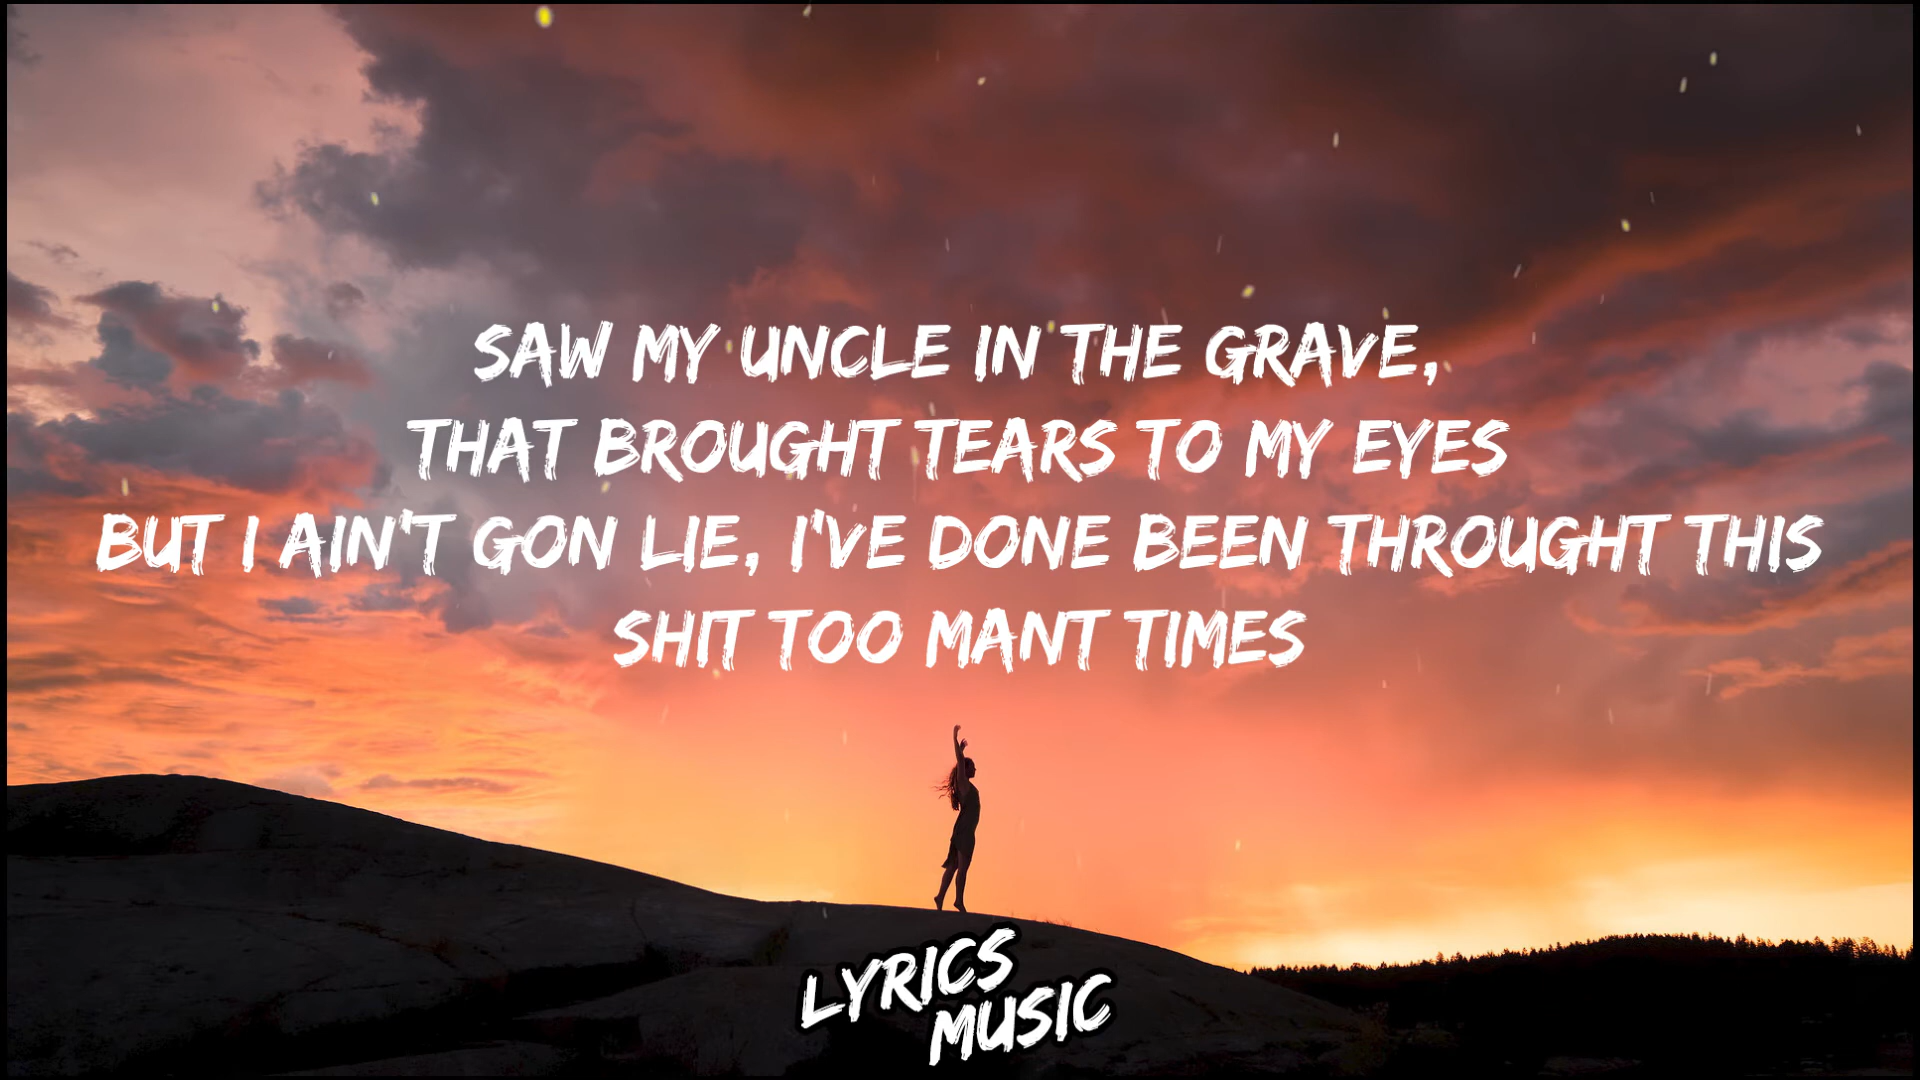 SAW MY UNCLE IN THE GRAVE,
THAT BROUGHT TEARS TO MY EYES
BUT I AIN'T GON LIE, I'VE DONE BEEN THROUGHT THIS
SHIT TOO MANT TIMES
LYRICS
MUSIC